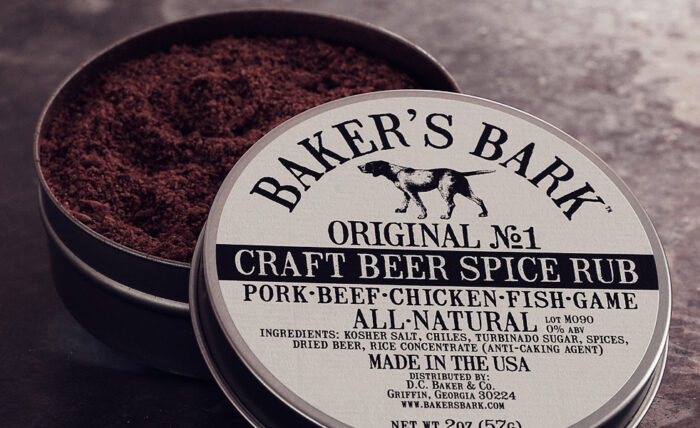 BAKER'S BARK™
ORIGINAL №1
CRAFT BEER SPICE RUB
PORK·BEEF·CHICKEN·FISH·GAME
ALL-NATURAL LOT M090
0% ABV
INGREDIENTS: KOSHER SALT, CHILES, TURBINADO SUGAR, SPICES,
DRIED BEER, RICE CONCENTRATE (ANTI-CAKING AGENT)
MADE IN THE USA
DISTRIBUTED BY:
D.C. BAKER & CO.
GRIFFIN, GEORGIA 30224
WWW.BAKERSBARK.COM
NET WT 2OZ (57G)